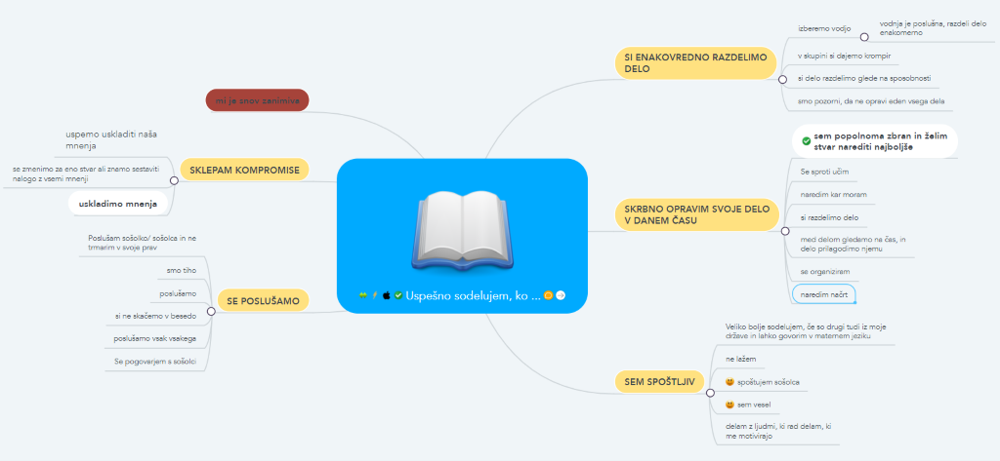 Uspešno sodelujem, ko ...
SI ENAKOVREDNO RAZDELIMO
DELO
izberemo vodjo
vodnja je poslušna, razdeli delo
enakomerno
v skupini si dajemo krompir
si delo razdelimo glede na sposobnosti
smo pozorni, da ne opravi eden vsega dela
SKRBNO OPRAVIM SVOJE DELO
V DANEM ČASU
sem popolnoma zbran in želim
stvar narediti najboljše
Se sproti učim
naredim kar moram
si razdelimo delo
med delom gledamo na čas, in
delo prilagodimo njemu
se organiziram
naredim načrt
SEM SPOŠTLJIV
Veliko bolje sodelujem, če so drugi tudi iz moje
države in lahko govorim v maternem jeziku
ne lažem
spoštujem sošolca
sem vesel
delam z ljudmi, ki rad delam, ki
me motivirajo
mi je snov zanimiva
SKLEPAM KOMPROMISE
uspemo uskladiti naša
mnenja
se zmenimo za eno stvar ali znamo sestaviti
nalogo z vsemi mnenji
uskladimo mnenja
SE POSLUŠAMO
Poslušam sošolko/ sošolca in ne
trmarim v svoje prav
smo tiho
poslušamo
si ne skačemo v besedo
poslušamo vsak vsakega
Se pogovarjam s sošolci